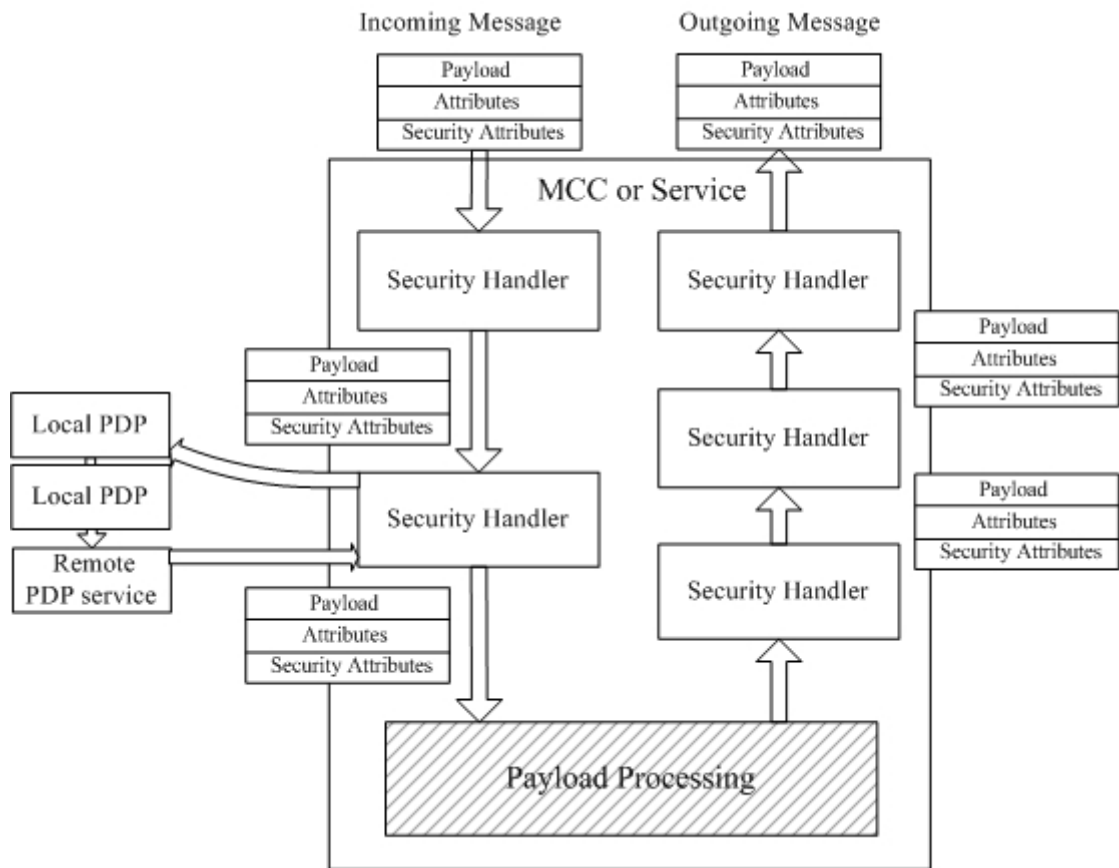 Incoming Message
Outgoing Message
Payload
Attributes
Security Attributes
Payload
Attributes
Security Attributes
MCC or Service
Security Handler
Security Handler
Payload
Attributes
Security Attributes
Payload
Attributes
Security Attributes
Local PDP
Local PDP
Remote
PDP service
Security Handler
Security Handler
Payload
Attributes
Security Attributes
Payload
Attributes
Security Attributes
Security Handler
Payload Processing